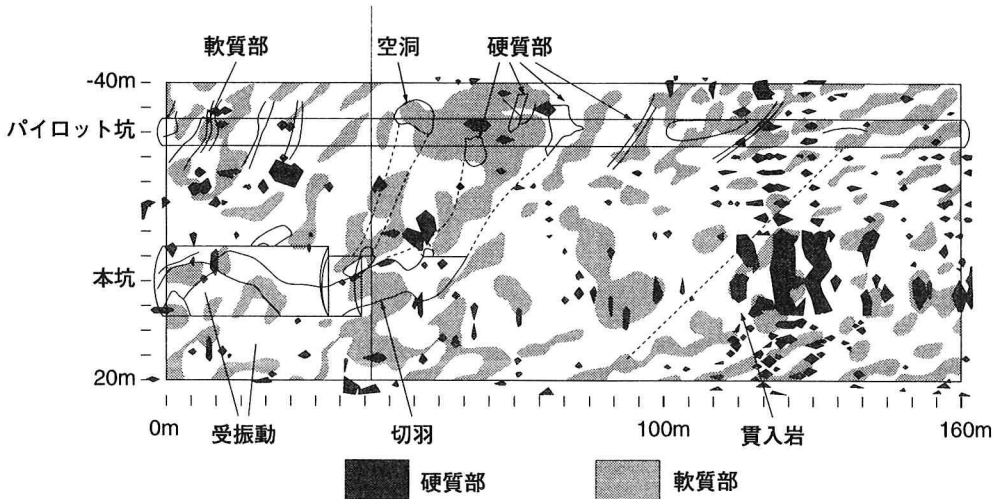 軟質部 空洞 硬質部
-40m
パイロット坑
本坑
20m
0m 受振動 切羽 100m 貫入岩 160m
硬質部 軟質部